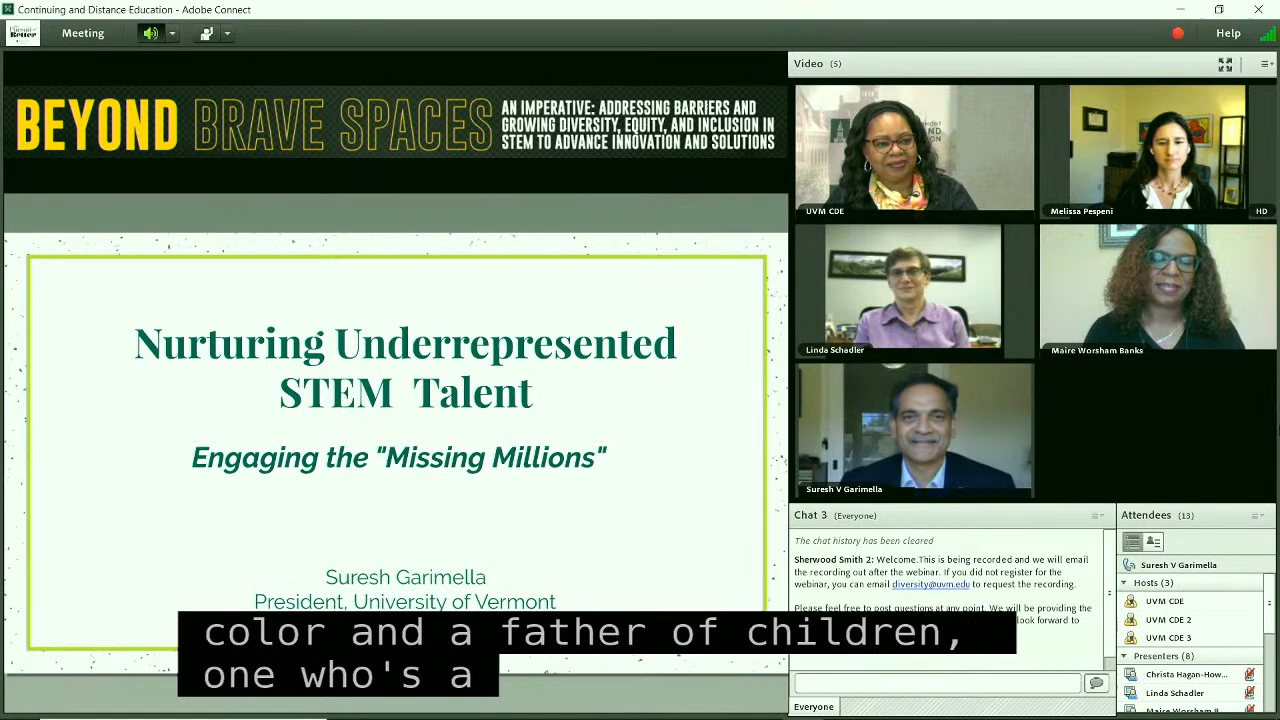 Continuing and Distance Education - Adobe Connect
Pursuit of
Better
Meeting
Help
BEYOND BRAVE SPACES
AN IMPERATIVE: ADDRESSING BARRIERS AND
GROWING DIVERSITY, EQUITY, AND INCLUSION IN
STEM TO ADVANCE INNOVATION AND SOLUTIONS
Nurturing Underrepresented
STEM Talent
Engaging the "Missing Millions"
Suresh Garimella
President, University of Vermont
color and a father of children,
one who's a
Video (5)
UVM CDE
Melissa Pespeni
HD
Linda Schadler
Maire Worsham Banks
Suresh V Garimella
Chat 3 (Everyone)
The chat history has been cleared
Sherwood Smith 2: Welcome.This is being recorded and we will email
the recording out after the webinar. If you did not register for the
webinar, you can email diversity@uvm.edu to request the recording.
Please feel free to post questions at any point. We will be providing the
look forward to
Everyone
Attendees (13)
Suresh V Garimella
Hosts (3)
UVM CDE
UVM CDE 2
UVM CDE 3
Presenters (8)
Christa Hagan-How...
Linda Schadler
Maire Worsham B...